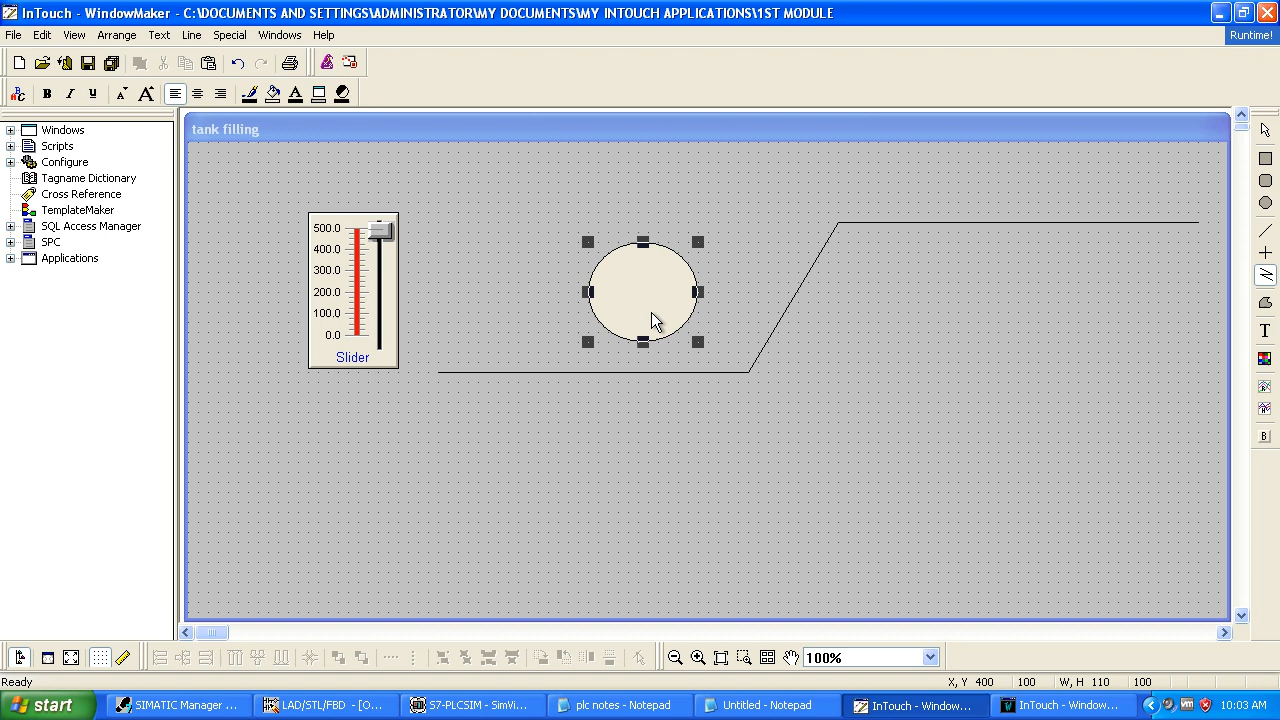 InTouch - WindowMaker - C:\DOCUMENTS AND SETTINGS\ADMINISTRATOR\MY DOCUMENTS\MY INTOUCH APPLICATIONS\1ST MODULE
File Edit View Arrange Text Line Special Windows Help Runtime!
B I U A A A
tank filling
Windows
Scripts
Configure
Tagname Dictionary
Cross Reference
TemplateMaker
SQL Access Manager
SPC
Applications
500.0
400.0
300.0
200.0
100.0
0.0
Slider
T
B
100%
Ready X, Y 400 100 W, H 110 100
start SIMATIC Manager ... LAD/STL/FBD - [O... S7-PLCSIM - SimVi... plc notes - Notepad Untitled - Notepad InTouch - Window... InTouch - Window... 10:03 AM